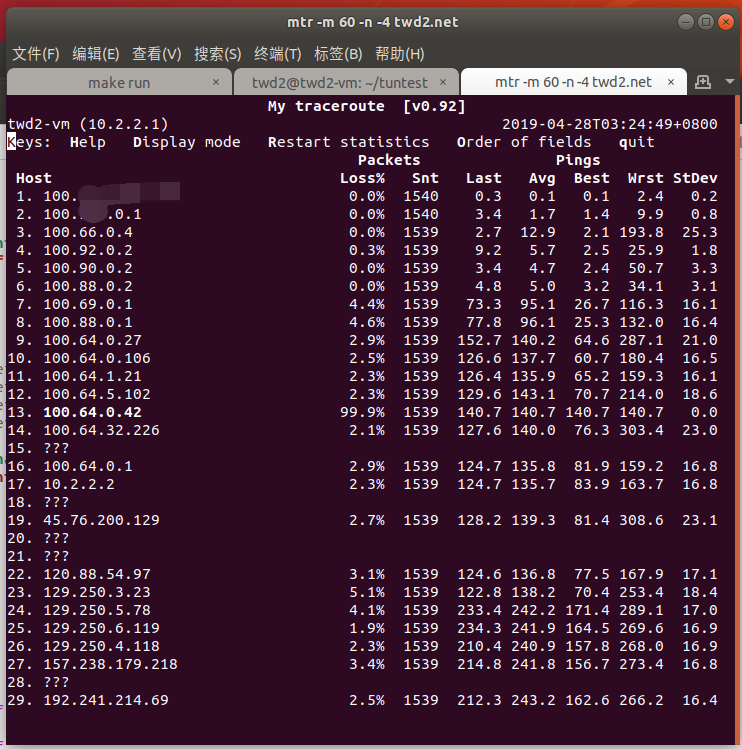 mtr -m 60 -n -4 twd2.net
文件(F) 编辑(E) 查看(V) 搜索(S) 终端(T) 标签(B) 帮助(H)
make run × twd2@twd2-vm: ~/tuntest × mtr -m 60 -n -4 twd2.net ×
My traceroute [v0.92]
twd2-vm (10.2.2.1) 2019-04-28T03:24:49+0800
Keys: Help Display mode Restart statistics Order of fields quit
Packets Pings
Host Loss% Snt Last Avg Best Wrst StDev
1. 100. 0.0% 1540 0.3 0.1 0.1 2.4 0.2
2. 100. .0.1 0.0% 1540 3.4 1.7 1.4 9.9 0.8
3. 100.66.0.4 0.0% 1539 2.7 12.9 2.1 193.8 25.3
4. 100.92.0.2 0.3% 1539 9.2 5.7 2.5 25.9 1.8
5. 100.90.0.2 0.0% 1539 3.4 4.7 2.4 50.7 3.3
6. 100.88.0.2 0.0% 1539 4.8 5.0 3.2 34.1 3.1
7. 100.69.0.1 4.4% 1539 73.3 95.1 26.7 116.3 16.1
8. 100.88.0.1 4.6% 1539 77.8 96.1 25.3 132.0 16.4
9. 100.64.0.27 2.9% 1539 152.7 140.2 64.6 287.1 21.0
10. 100.64.0.106 2.5% 1539 126.6 137.7 60.7 180.4 16.5
11. 100.64.1.21 2.3% 1539 126.4 135.9 65.2 159.3 16.1
12. 100.64.5.102 2.3% 1539 129.6 143.1 70.7 214.0 18.6
13. 100.64.0.42 99.9% 1539 140.7 140.7 140.7 140.7 0.0
14. 100.64.32.226 2.1% 1539 127.6 140.0 76.3 303.4 23.0
15. ???
16. 100.64.0.1 2.9% 1539 124.7 135.8 81.9 159.2 16.8
17. 10.2.2.2 2.3% 1539 124.7 135.7 83.9 163.7 16.8
18. ???
19. 45.76.200.129 2.7% 1539 128.2 139.3 81.4 308.6 23.1
20. ???
21. ???
22. 120.88.54.97 3.1% 1539 124.6 136.8 77.5 167.9 17.1
23. 129.250.3.23 5.1% 1539 122.8 138.2 70.4 253.4 18.4
24. 129.250.5.78 4.1% 1539 233.4 242.2 171.4 289.1 17.0
25. 129.250.6.119 1.9% 1539 234.3 241.9 164.5 269.6 16.9
26. 129.250.4.118 2.3% 1539 210.4 240.9 157.8 268.0 16.9
27. 157.238.179.218 3.4% 1539 214.8 241.8 156.7 273.4 16.8
28. ???
29. 192.241.214.69 2.5% 1539 212.3 243.2 162.6 266.2 16.4